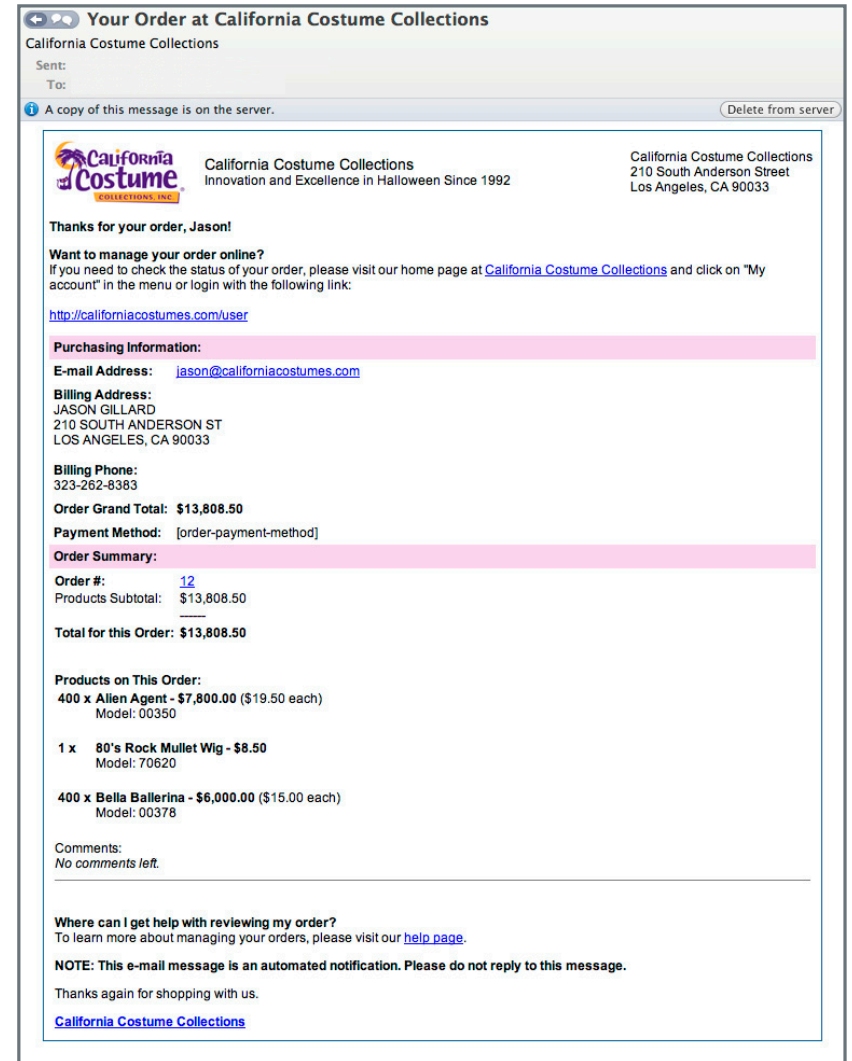 Your Order at California Costume Collections
California Costume Collections
Sent:
To:
A copy of this message is on the server.
Delete from server
California
Costume
COLLECTIONS, INC.
California Costume Collections
Innovation and Excellence in Halloween Since 1992
California Costume Collections
210 South Anderson Street
Los Angeles, CA 90033
Thanks for your order, Jason!
Want to manage your order online?
If you need to check the status of your order, please visit our home page at California Costume Collections and click on "My
account" in the menu or login with the following link:
http://californiacostumes.com/user
Purchasing Information:
E-mail Address: jason@californiacostumes.com
Billing Address:
JASON GILLARD
210 SOUTH ANDERSON ST
LOS ANGELES, CA 90033
Billing Phone:
323-262-8383
Order Grand Total: $13,808.50
Payment Method: [order-payment-method]
Order Summary:
Order #: 12
Products Subtotal: $13,808.50
------
Total for this Order: $13,808.50
Products on This Order:
400 x Alien Agent - $7,800.00 ($19.50 each)
Model: 00350
1 x 80's Rock Mullet Wig - $8.50
Model: 70620
400 x Bella Ballerina - $6,000.00 ($15.00 each)
Model: 00378
Comments:
No comments left.
Where can I get help with reviewing my order?
To learn more about managing your orders, please visit our help page.
NOTE: This e-mail message is an automated notification. Please do not reply to this message.
Thanks again for shopping with us.
California Costume Collections